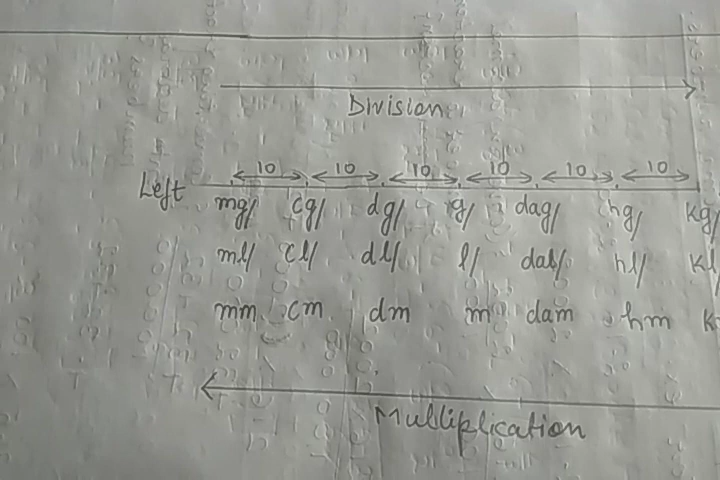 Division
10 10 10 10 10 10
Left
mg/ cg/ dg/ g/ dag/ hg/ kg/
ml/ cl/ dl/ l/ dal/ hl/ kl
mm cm dm m dam hm k
Multiplication